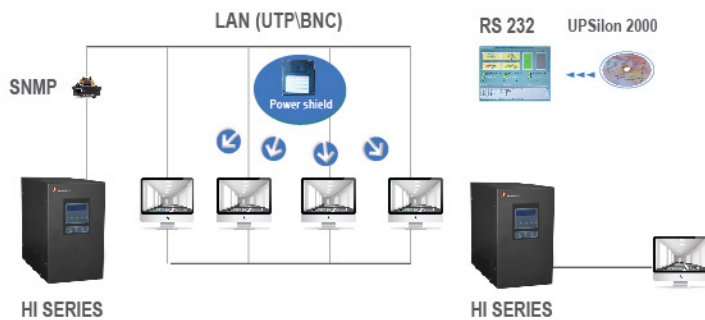 LAN (UTP\BNC)
RS 232
UPSilon 2000
SNMP
Power shield
HI SERIES
HI SERIES